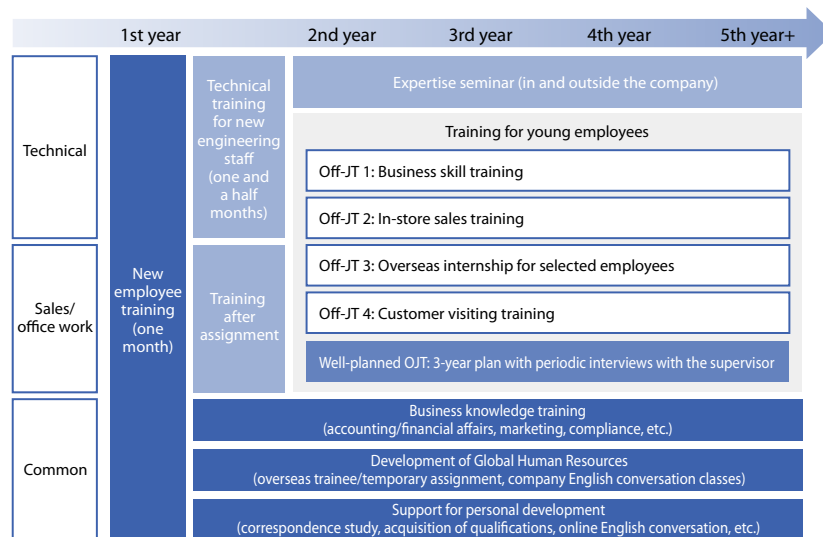 1st year
2nd year
3rd year
4th year
5th year+
Technical
Sales/
office work
Common
New
employee
training
(one
month)
Technical
training
for new
engineering
staff
(one and
a half
months)
Training
after
assignment
Expertise seminar (in and outside the company)
Training for young employees
Off-JT 1: Business skill training
Off-JT 2: In-store sales training
Off-JT 3: Overseas internship for selected employees
Off-JT 4: Customer visiting training
Well-planned OJT: 3-year plan with periodic interviews with the supervisor
Business knowledge training
(accounting/financial affairs, marketing, compliance, etc.)
Development of Global Human Resources
(overseas trainee/temporary assignment, company English conversation classes)
Support for personal development
(correspondence study, acquisition of qualifications, online English conversation, etc.)